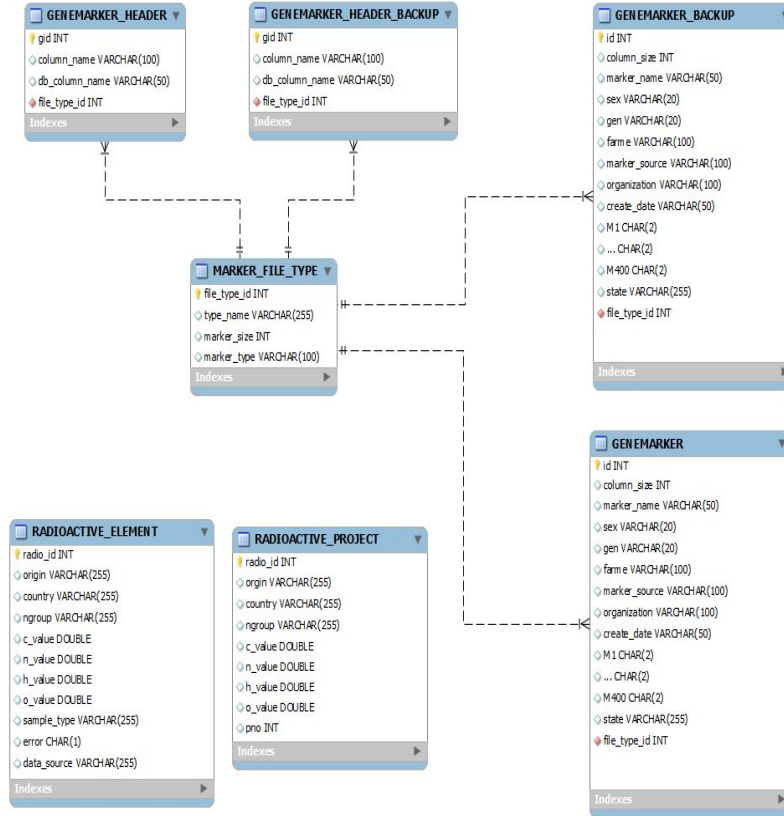 GENEMARKER_HEADER
gid INT
column_name VARCHAR(100)
db_column_name VARCHAR(50)
file_type_id INT
Indexes
GENEMARKER_HEADER_BACKUP
gid INT
column_name VARCHAR(100)
db_column_name VARCHAR(50)
file_type_id INT
Indexes
GENEMARKER_BACKUP
id INT
column_size INT
marker_name VARCHAR(50)
sex VARCHAR(20)
gen VARCHAR(20)
farme VARCHAR(100)
marker_source VARCHAR(100)
organization VARCHAR(100)
create_date VARCHAR(50)
M1 CHAR(2)
... CHAR(2)
M400 CHAR(2)
state VARCHAR(255)
file_type_id INT
Indexes
MARKER_FILE_TYPE
file_type_id INT
type_name VARCHAR(255)
marker_size INT
marker_type VARCHAR(100)
Indexes
GENEMARKER
id INT
column_size INT
marker_name VARCHAR(50)
sex VARCHAR(20)
gen VARCHAR(20)
farme VARCHAR(100)
marker_source VARCHAR(100)
organization VARCHAR(100)
create_date VARCHAR(50)
M1 CHAR(2)
... CHAR(2)
M400 CHAR(2)
state VARCHAR(255)
file_type_id INT
Indexes
RADIOACTIVE_ELEMENT
radio_id INT
origin VARCHAR(255)
country VARCHAR(255)
ngroup VARCHAR(255)
c_value DOUBLE
n_value DOUBLE
h_value DOUBLE
o_value DOUBLE
sample_type VARCHAR(255)
error CHAR(1)
data_source VARCHAR(255)
Indexes
RADIOACTIVE_PROJECT
radio_id INT
orgin VARCHAR(255)
country VARCHAR(255)
ngroup VARCHAR(255)
c_value DOUBLE
n_value DOUBLE
h_value DOUBLE
o_value DOUBLE
pno INT
Indexes